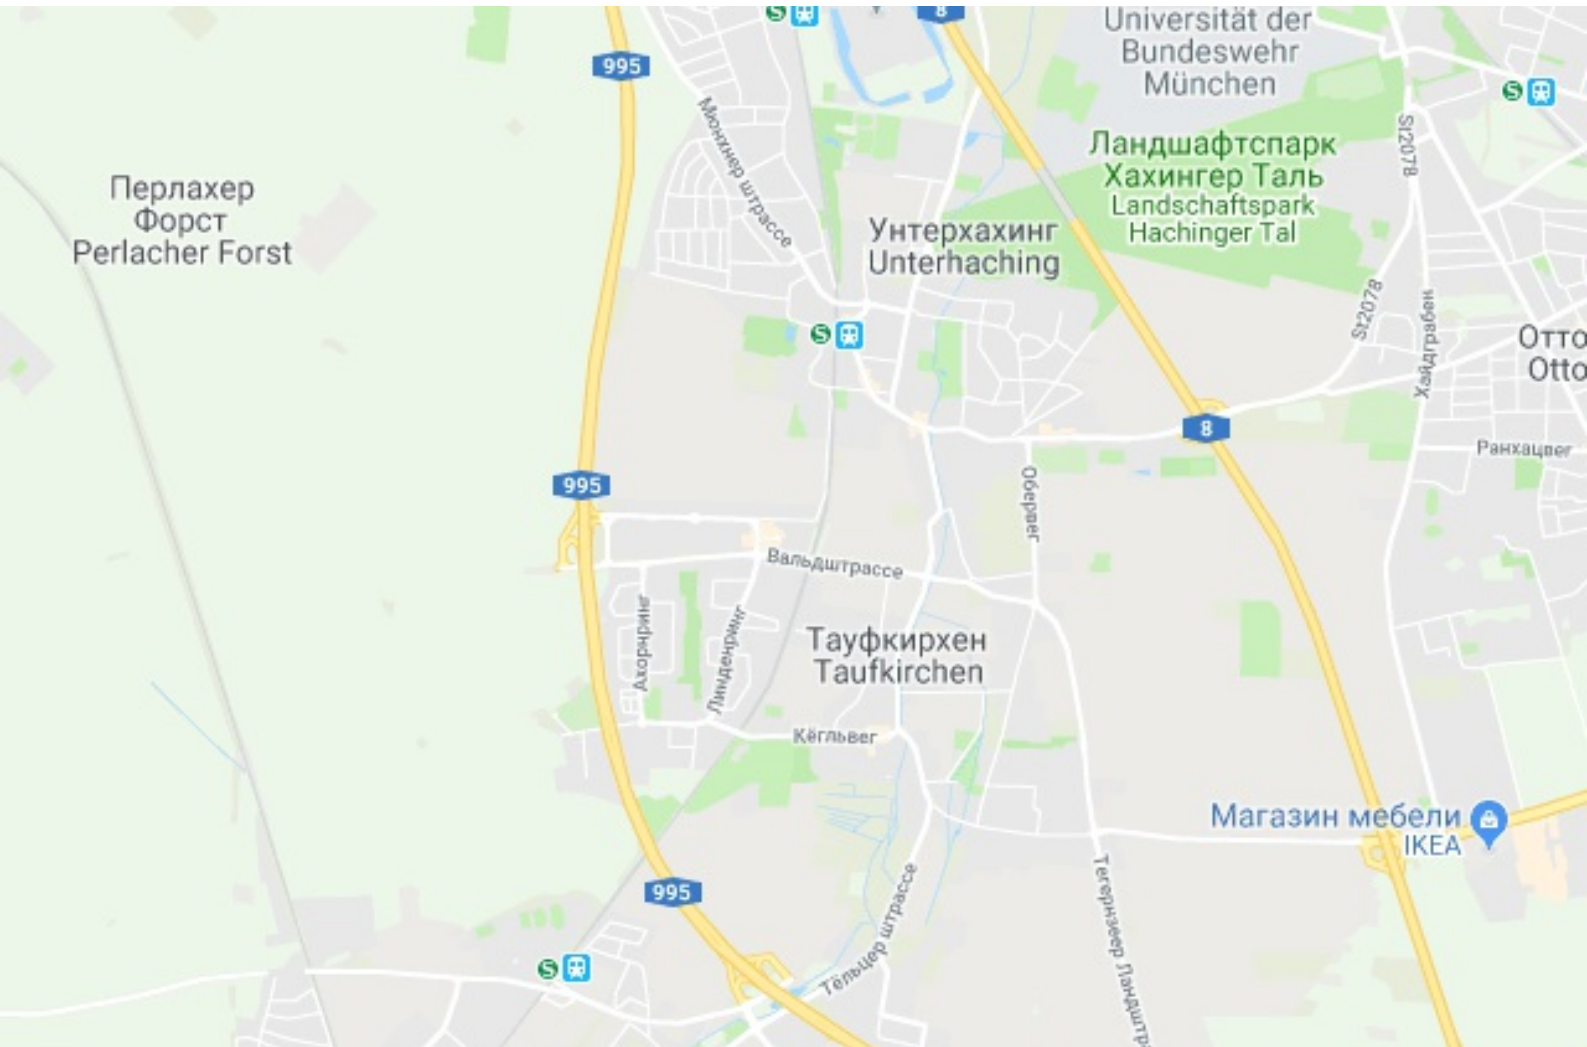 S
8
Universität der
Bundeswehr
München
995
S
Мюнхнер штрассе
St2078
Ландшафтспарк
Хахингер Таль
Landschaftspark
Hachinger Tal
Перлахер
Форст
Perlacher Forst
Унтерхахинг
Unterhaching
St2078
Хайдграбен
S
Отто
Otto
8
Ранхацвег
995
Обервег
Вальдштрассе
Ахорнринг
Линденринг
Тауфкирхен
Taufkirchen
Кёгльвег
Магазин мебели
IKEA
995
Тегернзеер Ландштра
Тёльцер штрассе
S